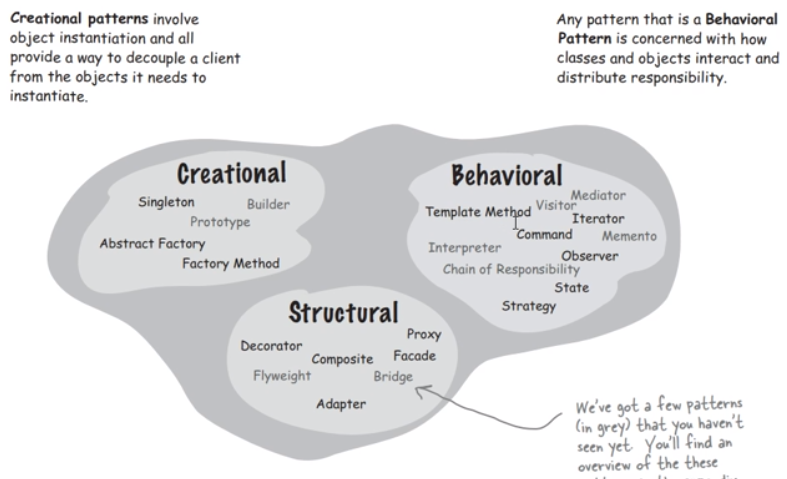 Creational patterns involve
object instantiation and all
provide a way to decouple a client
from the objects it needs to
instantiate.
Any pattern that is a Behavioral
Pattern is concerned with how
classes and objects interact and
distribute responsibility.
Creational
Singleton
Builder
Prototype
Abstract Factory
Factory Method
Behavioral
Mediator
Visitor
Template Method
Iterator
Command
Memento
Interpreter
Observer
Chain of Responsibility
State
Strategy
Structural
Proxy
Decorator
Composite
Facade
Flyweight
Bridge
Adapter
We've got a few patterns
(in grey) that you haven't
seen yet. You'll find an
overview of the these